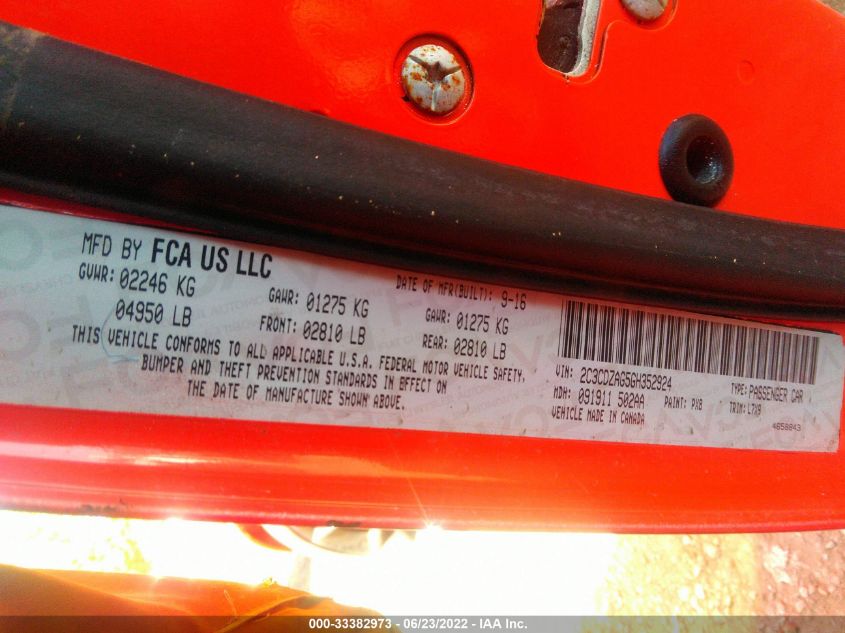 MFD BY FCA US LLC
DATE OF MFR(BUILT): 9-16
GVWR: 02246 KG
GAWR: 01275 KG
GAWR: 01275 KG
04950 LB
FRONT: 02810 LB
REAR: 02810 LB
THIS VEHICLE CONFORMS TO ALL APPLICABLE U.S.A. FEDERAL MOTOR VEHICLE SAFETY,
BUMPER AND THEFT PREVENTION STANDARDS IN EFFECT ON
THE DATE OF MANUFACTURE SHOWN ABOVE.
VIN: 2C3CDZAG5GH352924
TYPE: PASSENGER CAR
MDH: 091911 502AA
PAINT: PX8
TRIM: L7X9
VEHICLE MADE IN CANADA
4658843
000-33382973 - 06/23/2022 - IAA Inc.